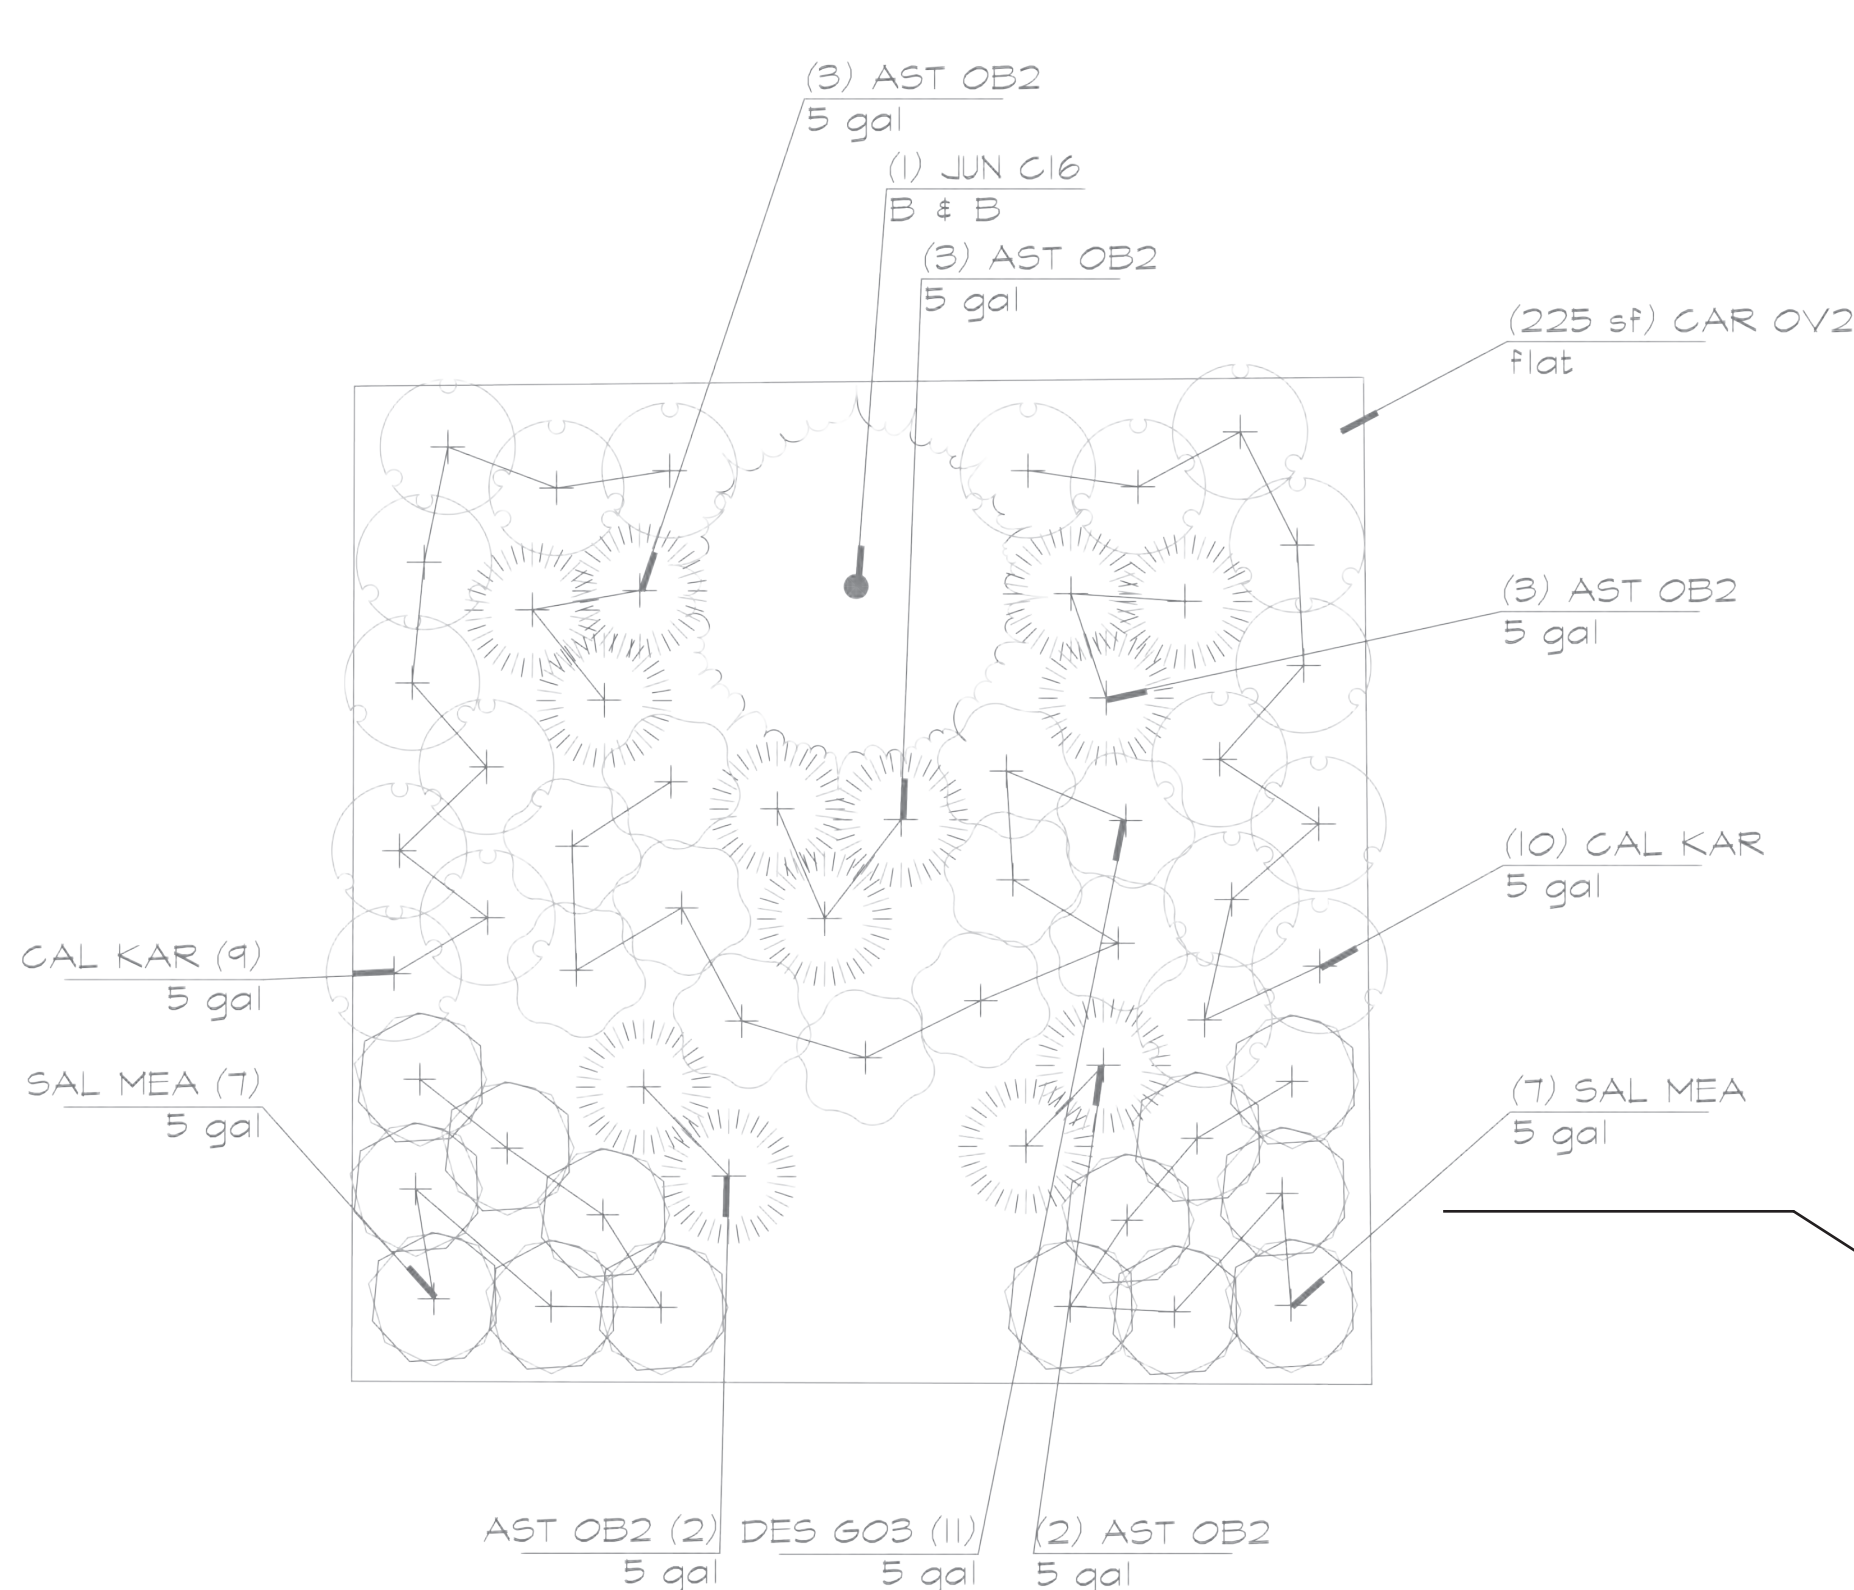 (3) AST OB2
5 gal
(1) JUN C16
B & B
(3) AST OB2
5 gal
(225 sf) CAR OV2
flat
(3) AST OB2
5 gal
(10) CAL KAR
5 gal
CAL KAR (9)
5 gal
SAL MEA (7)
5 gal
(7) SAL MEA
5 gal
AST OB2 (2)
5 gal
DES GO3 (11)
5 gal
(2) AST OB2
5 gal